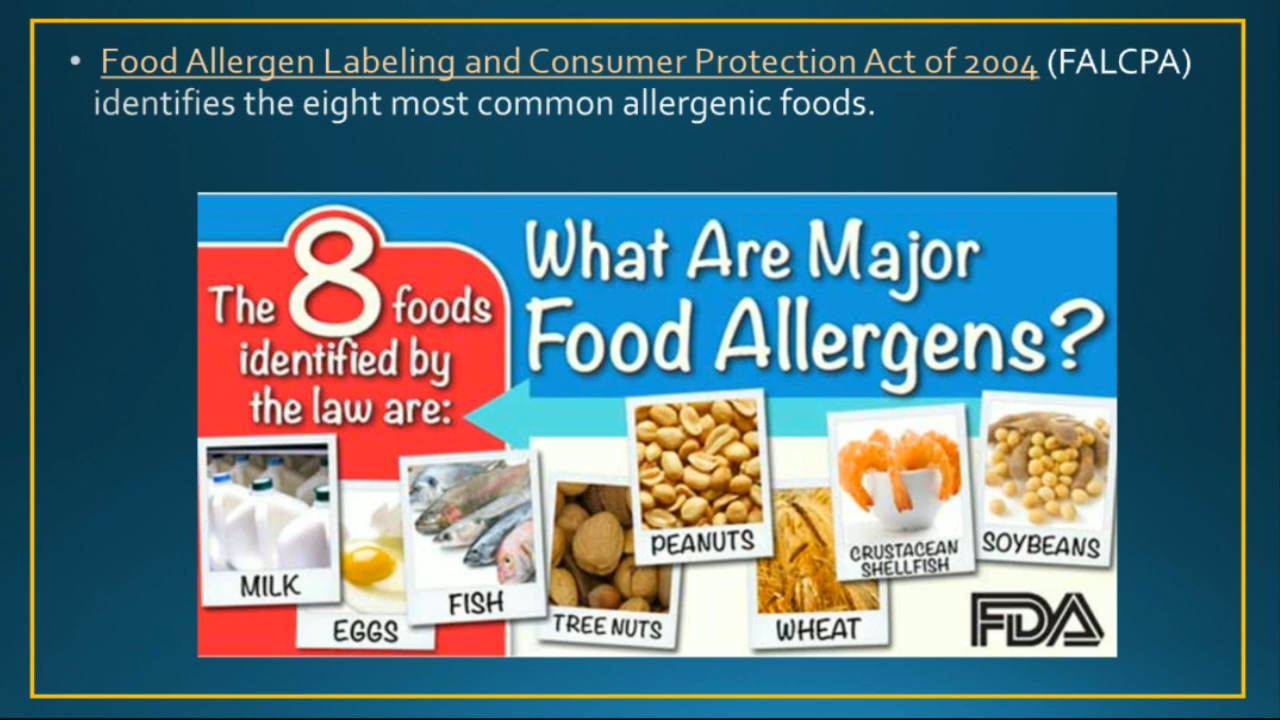 • Food Allergen Labeling and Consumer Protection Act of 2004 (FALCPA)
identifies the eight most common allergenic foods.
The 8 foods
identified by
the law are:
What Are Major
Food Allergens?
MILK
EGGS
FISH
TREE NUTS
PEANUTS
WHEAT
CRUSTACEAN
SHELLFISH
SOYBEANS
FDA